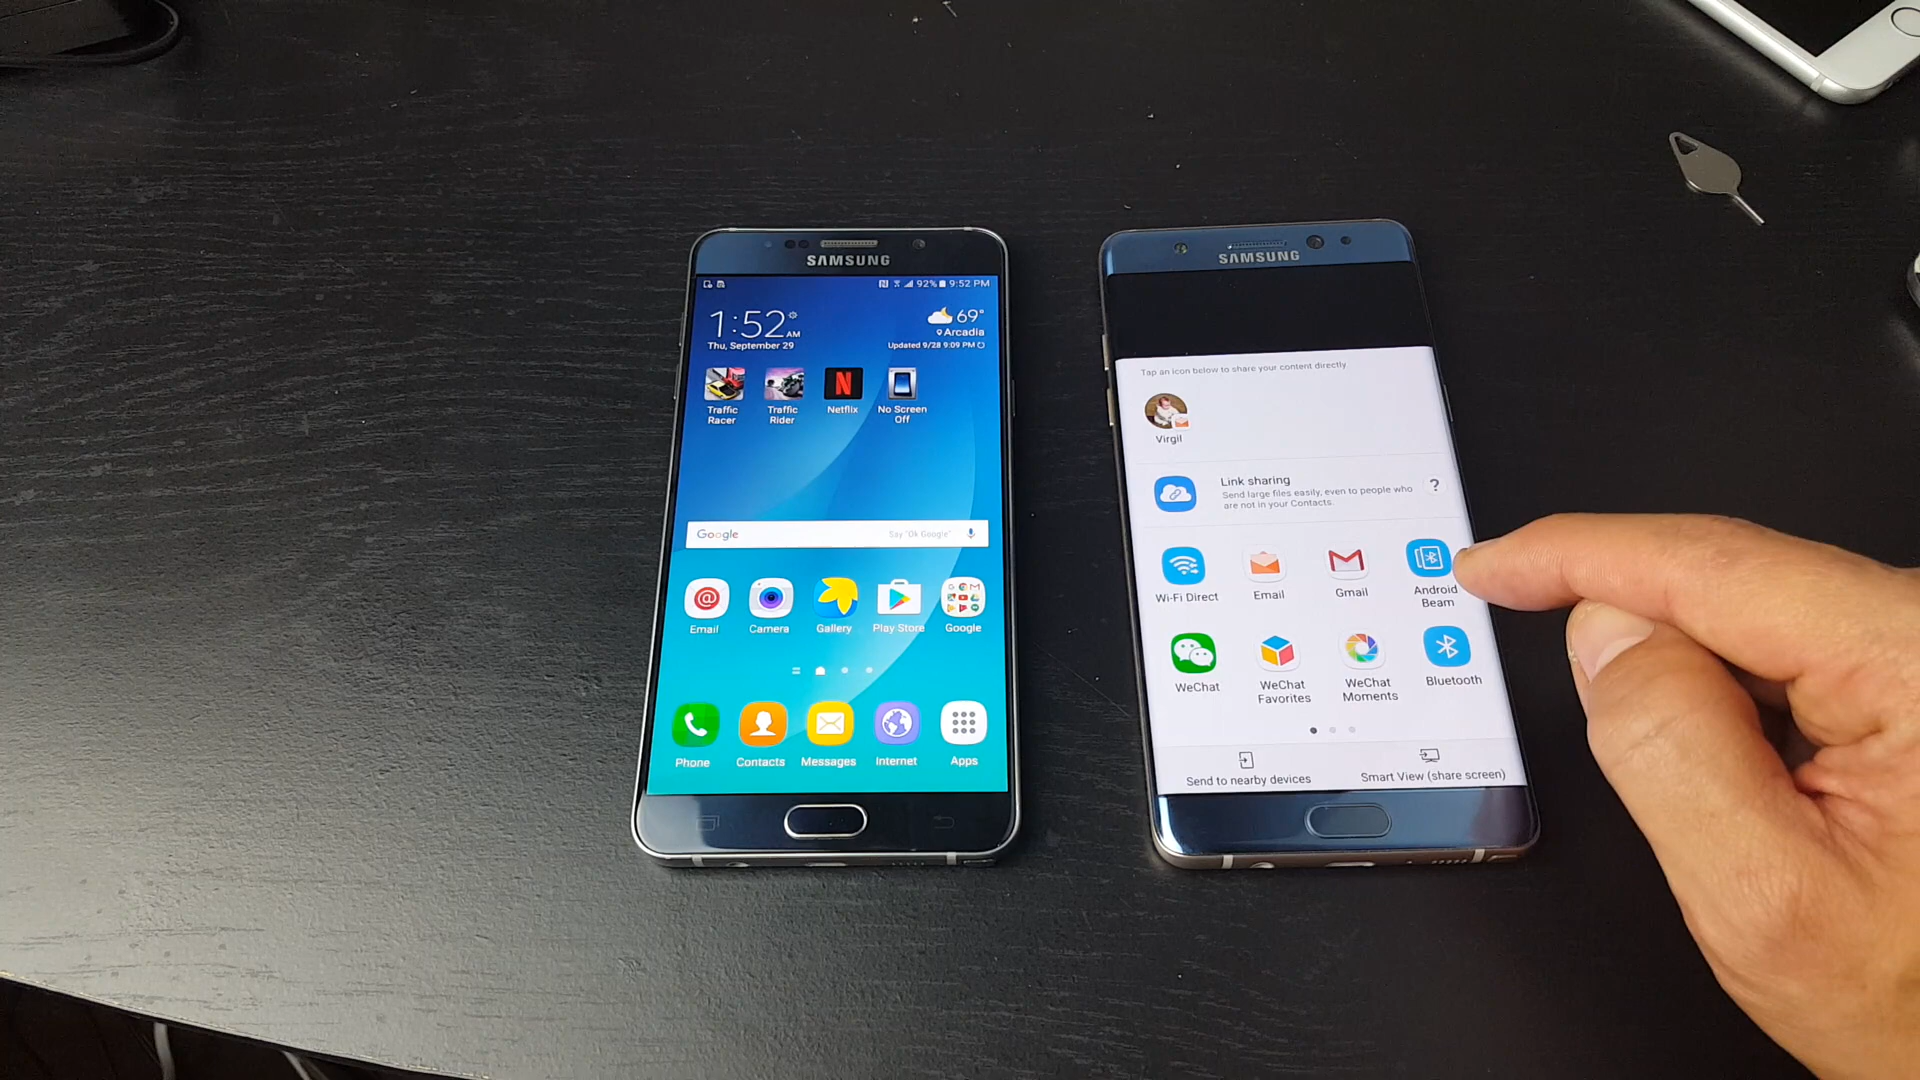 SAMSUNG
92% 9:52 PM
1:52 AM
Thu, September 29
69°
Arcadia
Updated 9/28 9:09 PM
Traffic
Racer
Traffic
Rider
Netflix
No Screen
Off
N
Google
Say "Ok Google"
Email
Camera
Gallery
Play Store
Google
Phone
Contacts
Messages
Internet
Apps
SAMSUNG
Tap an icon below to share your content directly
Virgil
Link sharing
Send large files easily, even to people who
are not in your Contacts.
?
Wi-Fi Direct
Email
Gmail
Android
Beam
WeChat
WeChat
Favorites
WeChat
Moments
Bluetooth
Send to nearby devices
Smart View (share screen)